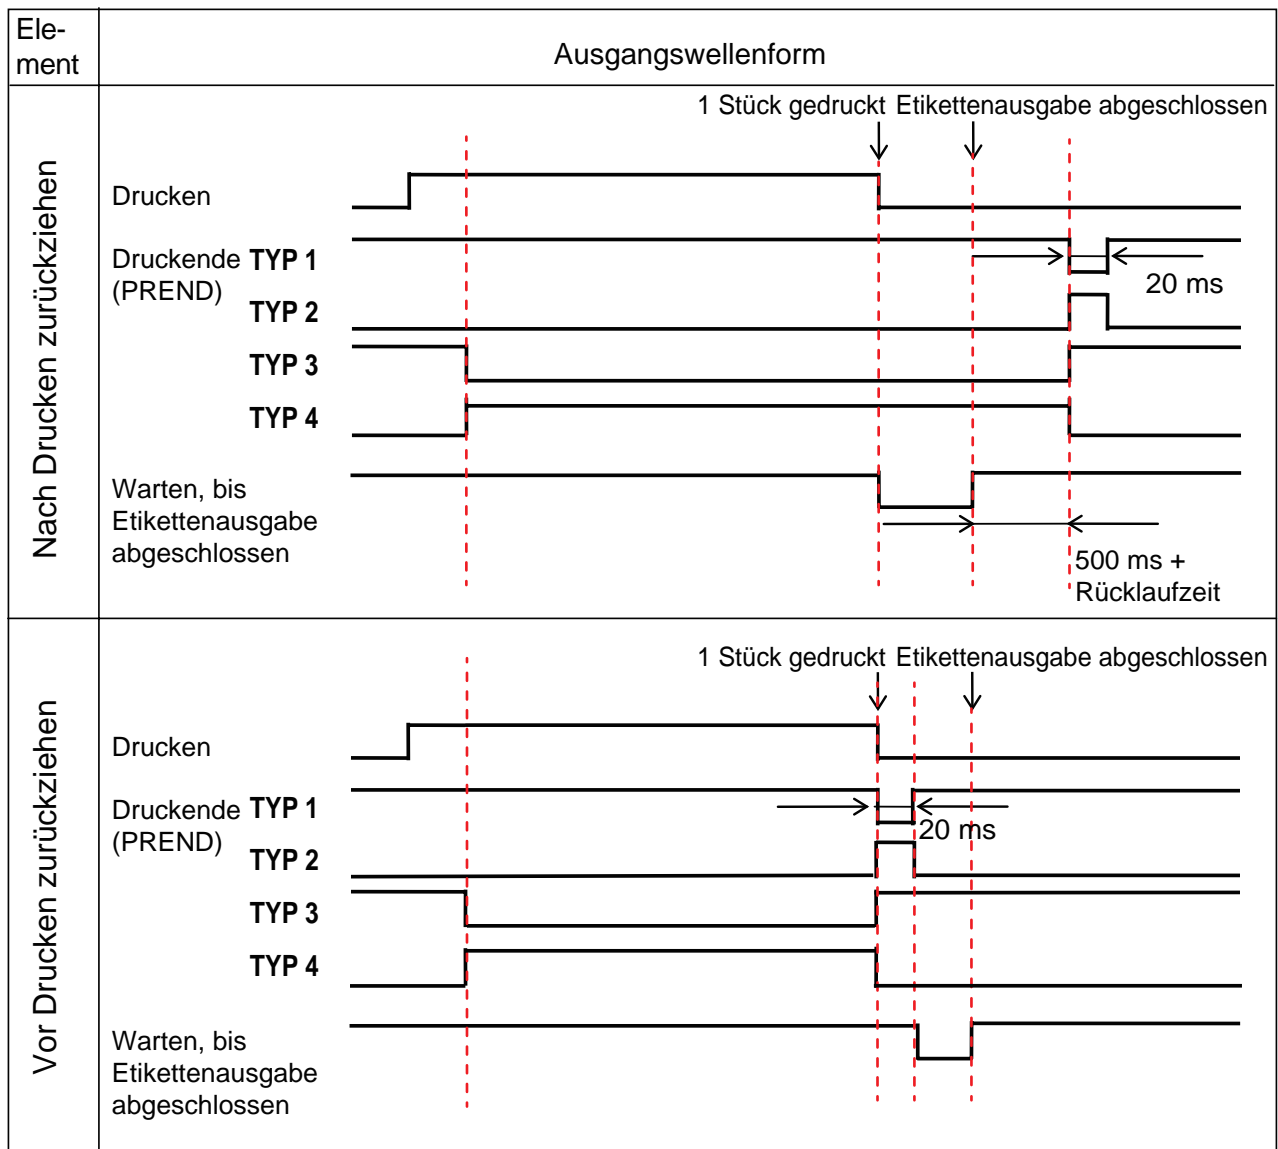 Ele-
ment
Ausgangswellenform
Nach Drucken zurückziehen
1 Stück gedruckt Etikettenausgabe abgeschlossen
Drucken
Druckende TYP 1
(PREND)
20 ms
TYP 2
TYP 3
TYP 4
Warten, bis
Etikettenausgabe
abgeschlossen
500 ms +
Rücklaufzeit
Vor Drucken zurückziehen
1 Stück gedruckt Etikettenausgabe abgeschlossen
Drucken
Druckende TYP 1
(PREND)
20 ms
TYP 2
TYP 3
TYP 4
Warten, bis
Etikettenausgabe
abgeschlossen